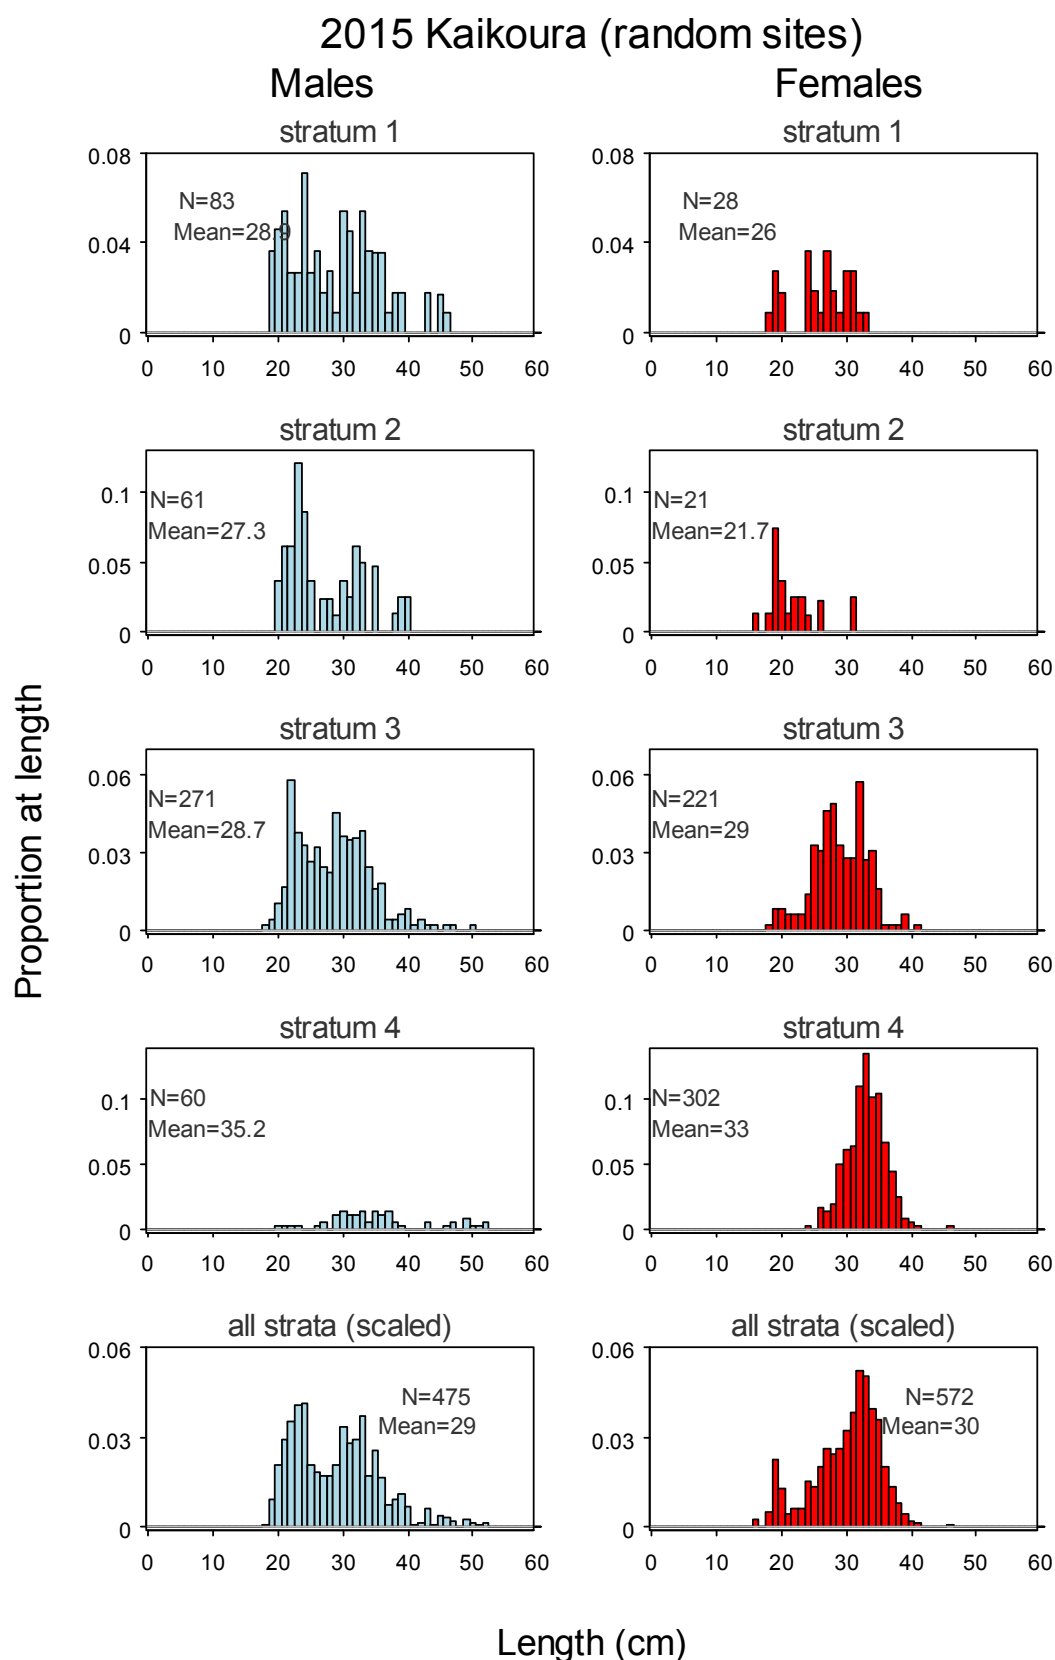 2015 Kaikoura (random sites)
Males
Females
stratum 1
stratum 1
0.08
0.04
0
N=83
Mean=28.9
0 10 20 30 40 50 60
0.08
0.04
0
N=28
Mean=26
0 10 20 30 40 50 60
stratum 2
stratum 2
0.1
0.05
0
N=61
Mean=27.3
0 10 20 30 40 50 60
0.1
0.05
0
N=21
Mean=21.7
0 10 20 30 40 50 60
Proportion at length
stratum 3
stratum 3
0.06
0.03
0
N=271
Mean=28.7
0 10 20 30 40 50 60
0.06
0.03
0
N=221
Mean=29
0 10 20 30 40 50 60
stratum 4
stratum 4
0.1
0.05
0
N=60
Mean=35.2
0 10 20 30 40 50 60
0.1
0.05
0
N=302
Mean=33
0 10 20 30 40 50 60
all strata (scaled)
all strata (scaled)
0.06
0.03
0
N=475
Mean=29
0 10 20 30 40 50 60
0.06
0.03
0
N=572
Mean=30
0 10 20 30 40 50 60
Length (cm)